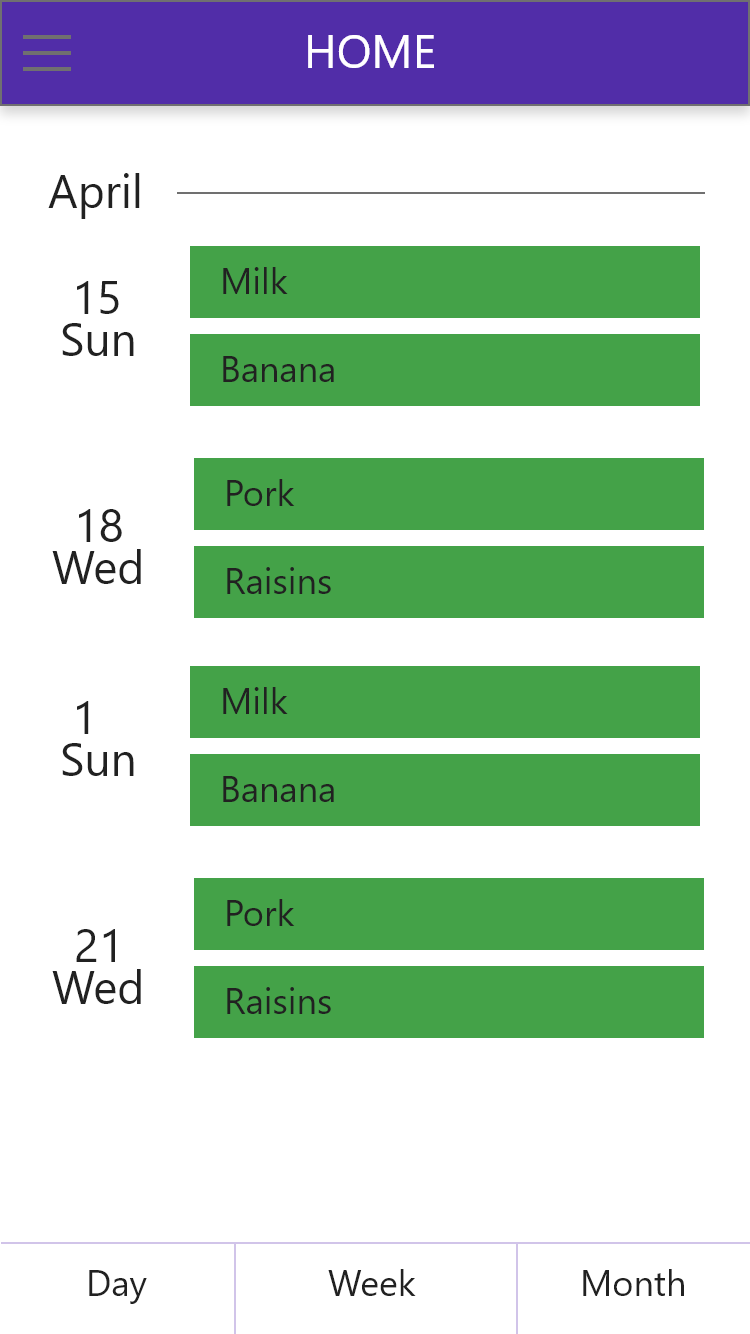 HOME
April
15
Sun
Milk
Banana
18
Wed
Pork
Raisins
1
Sun
Milk
Banana
21
Wed
Pork
Raisins
Day
Week
Month